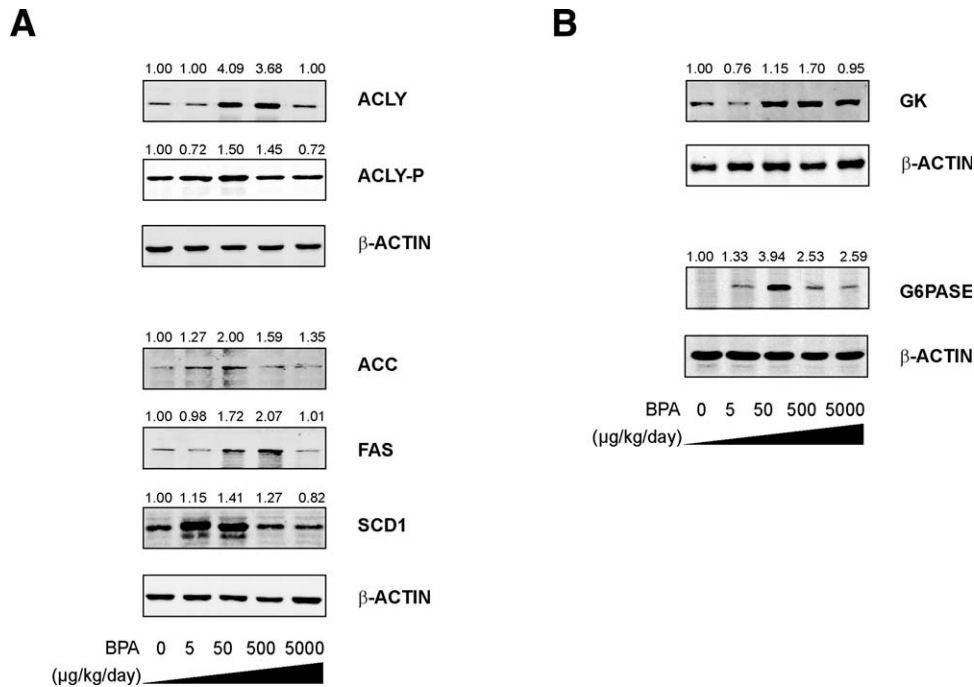 A
1.00 1.00 4.09 3.68 1.00
ACLY
1.00 0.72 1.50 1.45 0.72
ACLY-P
β-ACTIN
1.00 1.27 2.00 1.59 1.35
ACC
1.00 0.98 1.72 2.07 1.01
FAS
1.00 1.15 1.41 1.27 0.82
SCD1
β-ACTIN
BPA 0 5 50 500 5000
(µg/kg/day)
B
1.00 0.76 1.15 1.70 0.95
GK
β-ACTIN
1.00 1.33 3.94 2.53 2.59
G6PASE
β-ACTIN
BPA 0 5 50 500 5000
(µg/kg/day)